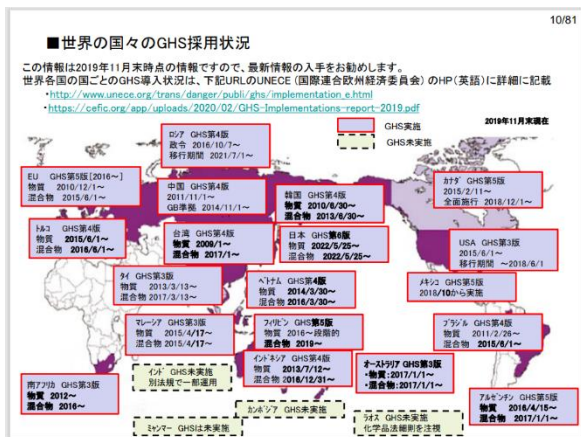 10/81
■世界の国々のGHS採用状況
この情報は2019年11月末時点の情報ですので、最新情報の入手をお勧めします。
世界各国の国ごとのGHS導入状況は、下記URLのUNECE (国際連合欧州経済委員会) のHP(英語)に詳細に記載
・http://www.unece.org/trans/danger/publi/ghs/implementation_e.html
・https://cefic.org/app/uploads/2020/02/GHS-Implementations-report-2019.pdf
2019年11月末現在
GHS実施
GHS未実施
ロシア GHS第4版
政令 2016/10/7~
移行期間 2021/7/1~
EU GHS第5版[2016~]
物質 2010/12/1~
混合物 2015/6/1~
中国 GHS第4版
2011/11/1~
GB準拠 2014/11/1~
韓国 GHS第4版
物質 2010/6/30~
混合物 2013/6/30~
カナダ GHS第5版
2015/2/11~
全面施行 2018/12/1~
トルコ GHS第4版
物質 2015/6/1~
混合物 2016/6/1~
台湾 GHS第4版
物質 2009/1~
混合物 2017/1~
日本 GHS第6版
物質 2022/5/25~
混合物 2022/5/25~
USA GHS第3版
2015/6/1~
移行期間 ~2018/6/1
タイ GHS第3版
物質 2013/3/13~
混合物 2017/3/13~
ベトナム GHS第4版
物質 2014/3/30~
混合物 2016/3/30~
メキシコ GHS第5版
2018/10から実施
マレーシア GHS第3版
物質 2015/4/17~
混合物 2015/4/17~
フィリピン GHS第5版
物質 2016~段階的
混合物 2019~
ブラジル GHS第4版
物質 2011/2/26~
混合物 2015/6/1~
インド GHS未実施
別法規で一部運用
インドネシア GHS第4版
物質 2013/7/12~
混合物 2016/12/31~
オーストラリア GHS第3版
・物質:2017/1/1~
・混合物:2017/1/1~
南アフリカ GHS第3版
物質 2012~
混合物 2016~
アルゼンチン GHS第5版
物質 2016/4/15~
混合物 2017/1/1~
カンボジア GHS未実施
ミャンマー GHSは未実施
ラオス GHS未実施
化学品法細則を注視